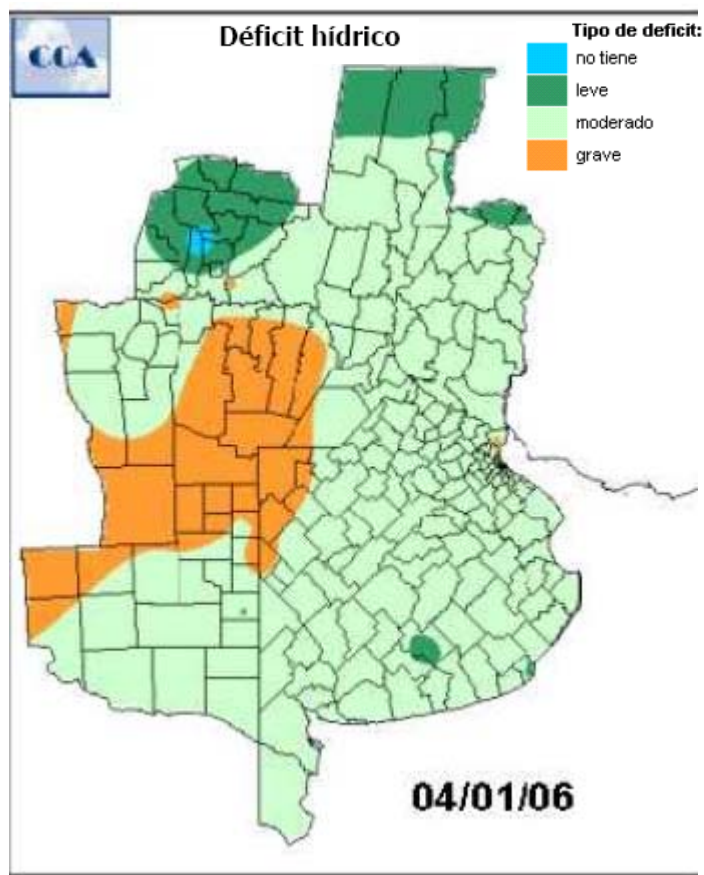 CCA
Déficit hídrico
Tipo de deficit:
no tiene
leve
moderado
grave
04/01/06